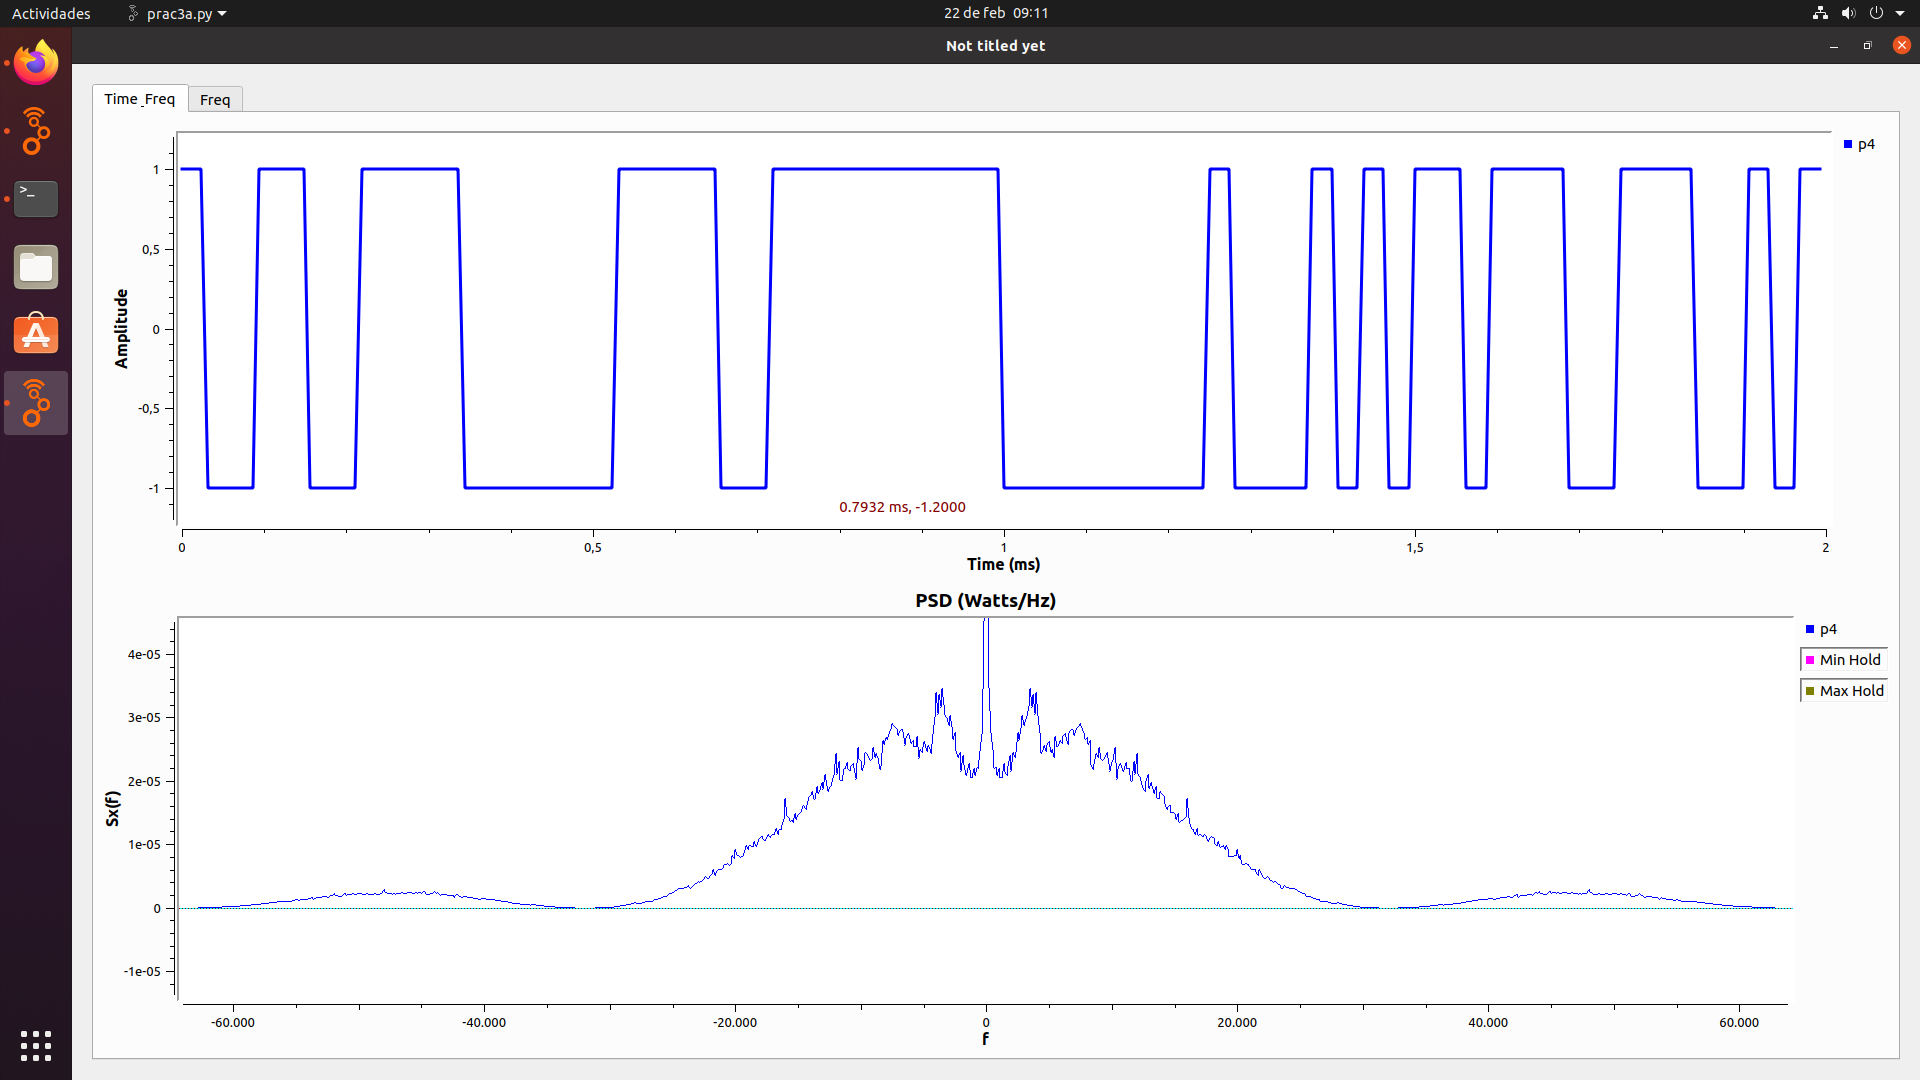 Actividades
prac3a.py
22 de feb 09:11
Not titled yet
Time_Freq
Freq
p4
1
0,5
0
-0,5
-1
Amplitude
0.7932 ms, -1.2000
0
0,5
1
1,5
2
Time (ms)
PSD (Watts/Hz)
p4
Min Hold
Max Hold
4e-05
3e-05
2e-05
1e-05
0
-1e-05
Sx(f)
-60.000
-40.000
-20.000
0
20.000
40.000
60.000
f